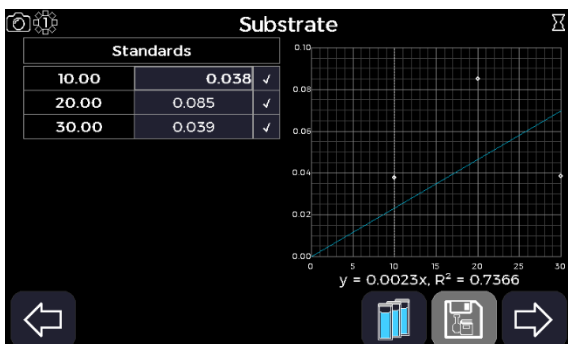 1
Substrate
Standards
10.00 0.038 ✓
20.00 0.085 ✓
30.00 0.039 ✓
0.10
0.08
0.06
0.04
0.02
0.00
0 5 10 15 20 25 30
y = 0.0023x, R² = 0.7366